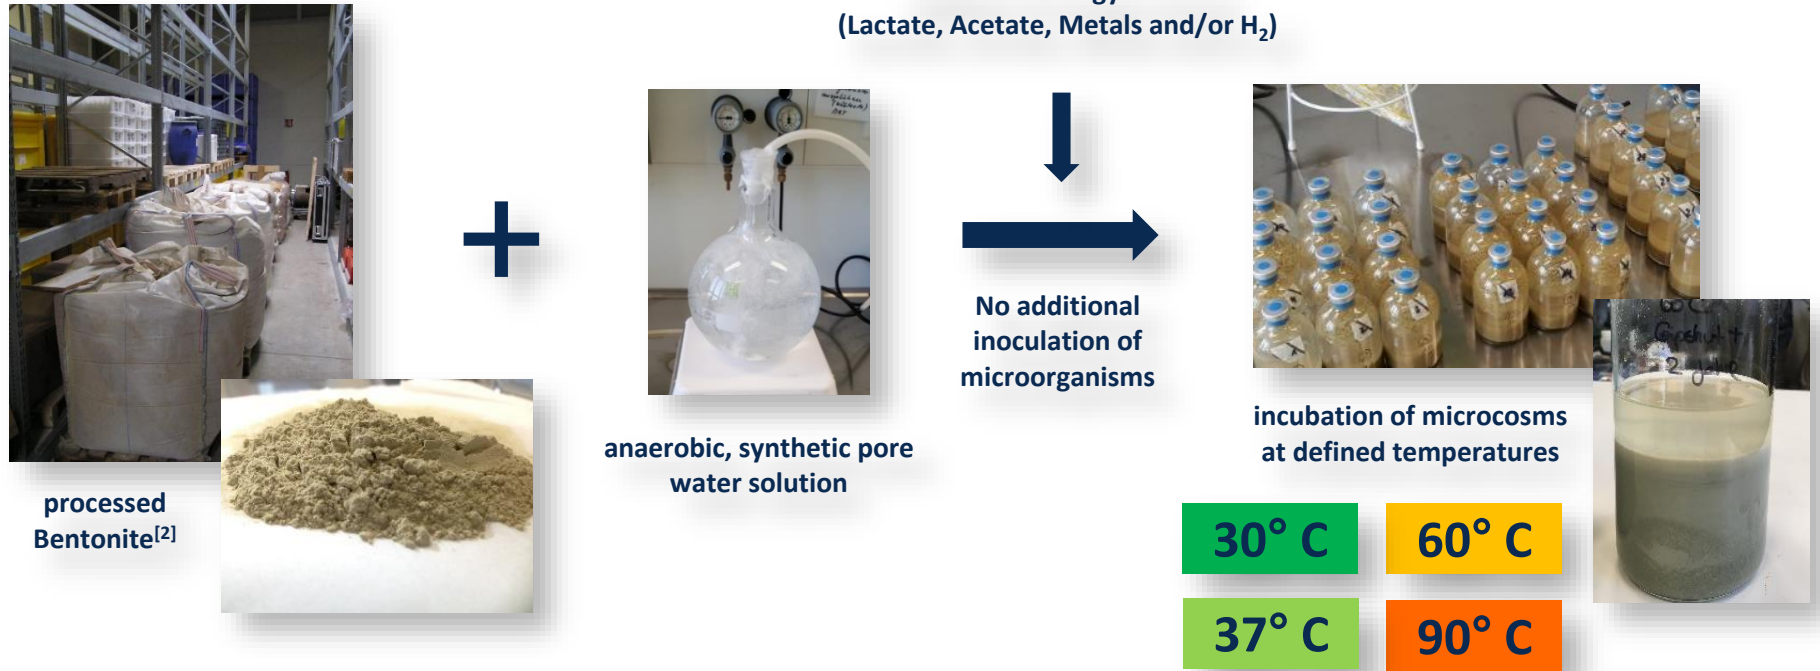 (Lactate, Acetate, Metals and/or H₂)
No additional
inoculation of
microorganisms
anaerobic, synthetic pore
water solution
processed
Bentonite[2]
incubation of microcosms
at defined temperatures
30° C
60° C
37° C
90° C